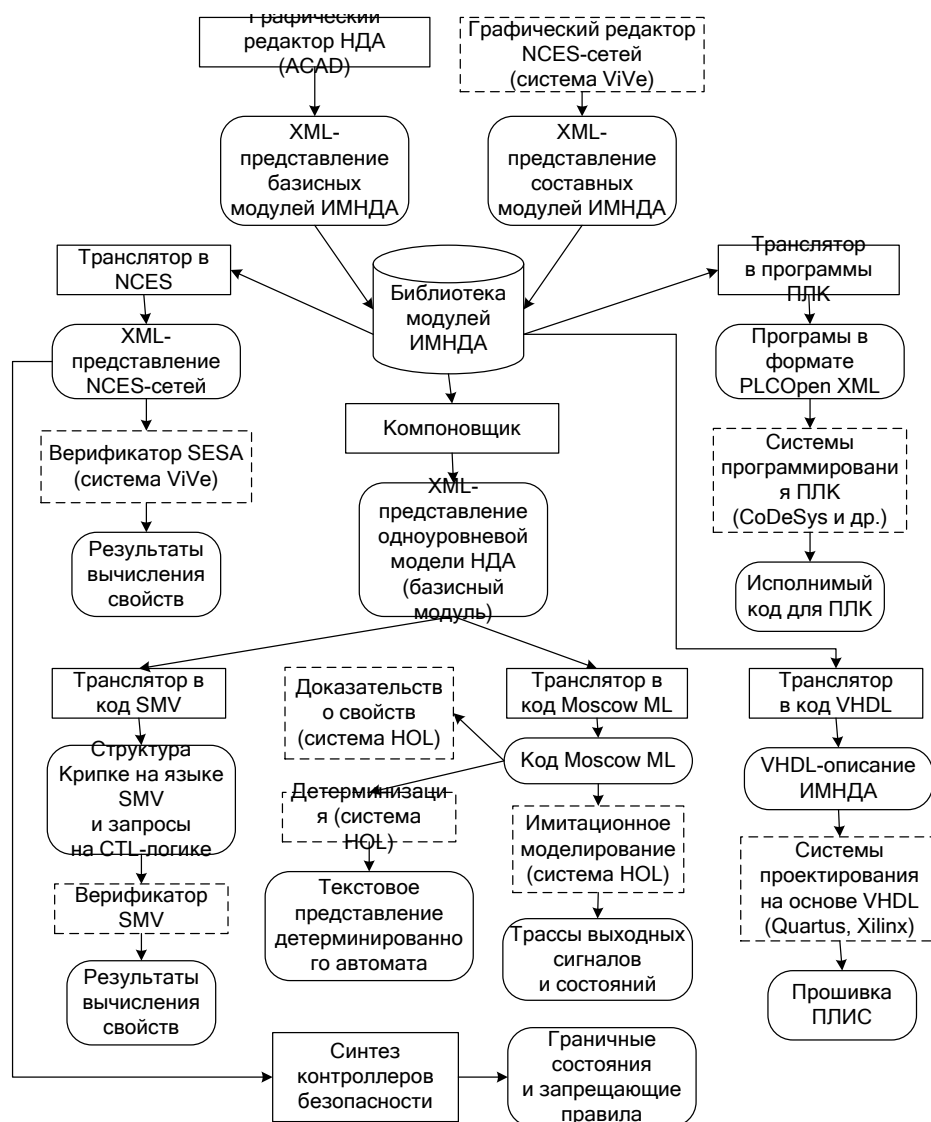 Графический
редактор НДА
(ACAD)
Графический редактор
NCES-сетей
(система ViVe)
XML-
представление
базисных
модулей ИМНДА
XML-
представление
составных
модулей ИМНДА
Транслятор в
NCES
Библиотека
модулей
ИМНДА
Транслятор
в программы
ПЛК
XML-
представление
NCES-сетей
Програмы в
формате
PLCOpen XML
Компоновщик
Верификатор SESA
(система ViVe)
Системы
программировани
я ПЛК
(CoDeSys и др.)
XML-
представление
одноуровневой
модели НДА
(базисный
модуль)
Результаты
вычисления
свойств
Исполнимый
код для ПЛК
Транслятор в
код SMV
Доказательств
о свойств
(система HOL)
Транслятор в
код Moscow ML
Транслятор
в код VHDL
Структура
Крипке на языке
SMV
и запросы
на CTL-логике
Код Moscow ML
VHDL-описание
ИМНДА
Детерминизаци
я (система
HOL)
Имитационное
моделирование
(система HOL)
Системы
проектирования
на основе VHDL
(Quartus, Xilinx)
Верификатор
SMV
Текстовое
представление
детерминированно
го автомата
Трассы выходных
сигналов
и состояний
Результаты
вычисления
свойств
Прошивка
ПЛИС
Синтез
контроллеров
безопасности
Граничные
состояния
и запрещающие
правила